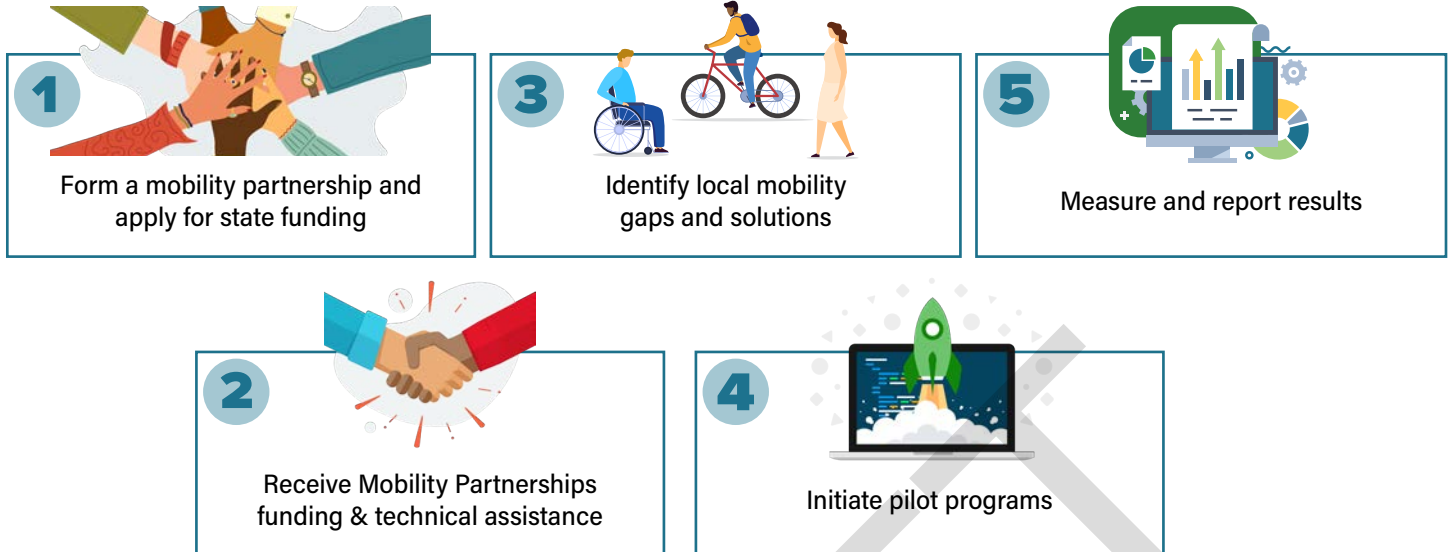 1
Form a mobility partnership and
apply for state funding
2
Receive Mobility Partnerships
funding & technical assistance
3
Identify local mobility
gaps and solutions
4
Initiate pilot programs
5
Measure and report results